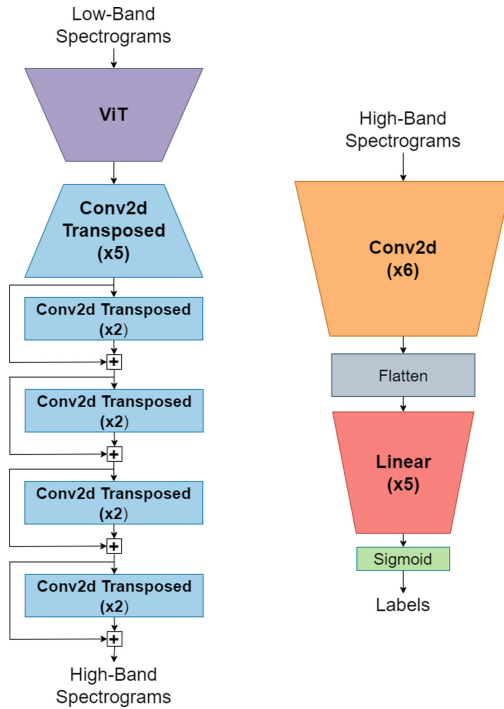 Low-Band
Spectrograms
ViT
Conv2d
Transposed
(x5)
Conv2d Transposed
(x2)
+
Conv2d Transposed
(x2)
+
Conv2d Transposed
(x2)
+
Conv2d Transposed
(x2)
+
High-Band
Spectrograms
High-Band
Spectrograms
Conv2d
(x6)
Flatten
Linear
(x5)
Sigmoid
Labels